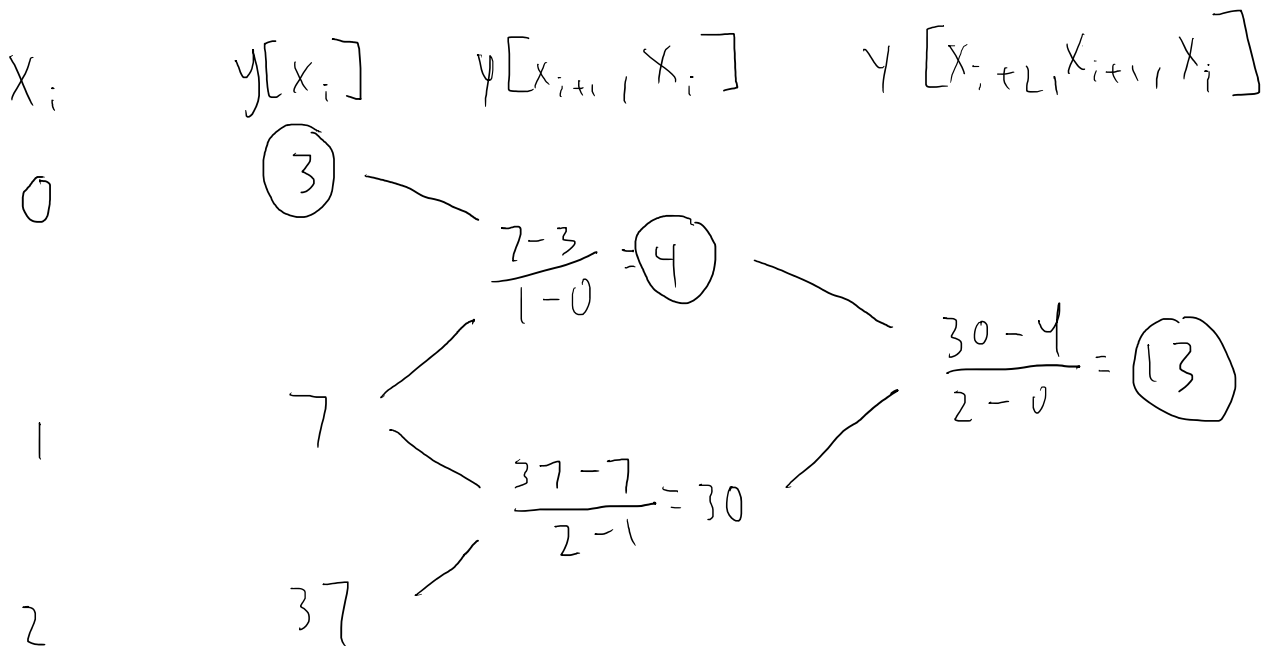 xᵢ y[xᵢ] y[xᵢ₊₁, xᵢ] y[xᵢ₊₂, xᵢ₊₁, xᵢ]
0 3
7-3 / 1-0 = 4
30-4 / 2-0 = 13
1 7
37-7 / 2-1 = 30
2 37